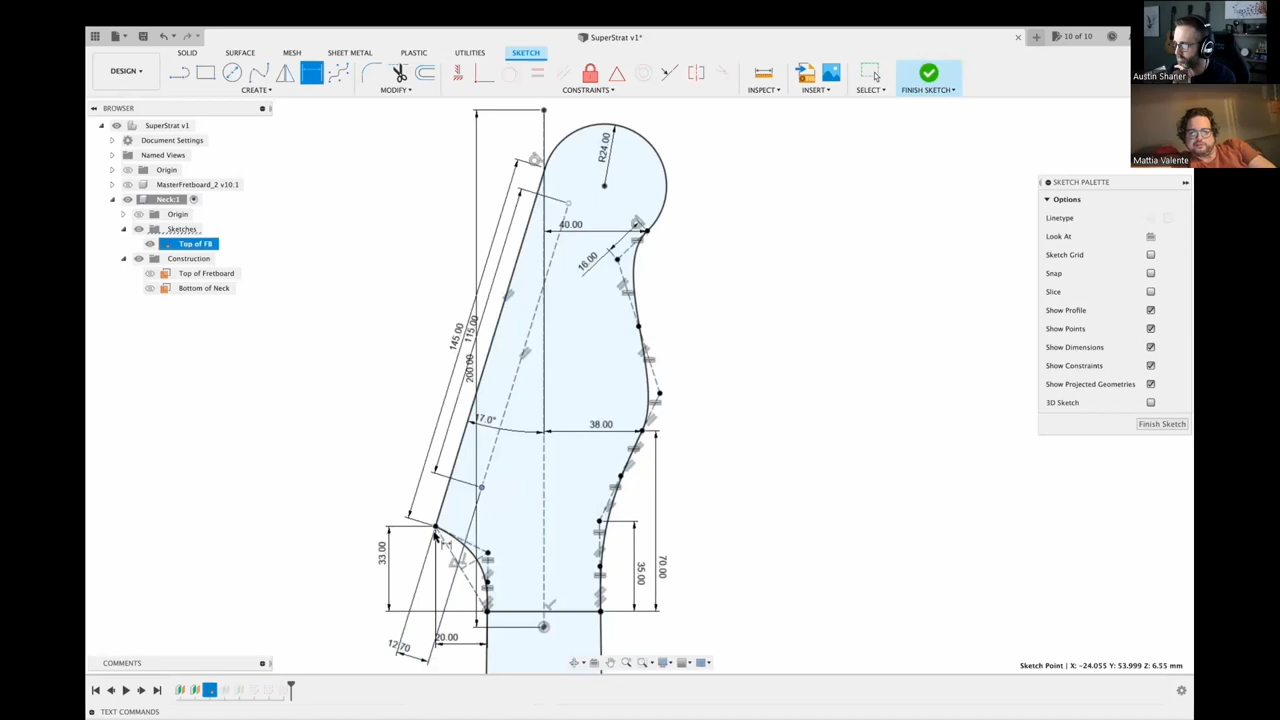 SuperStrat v1*
10 of 10
DESIGN
SOLID
SURFACE
MESH
SHEET METAL
PLASTIC
UTILITIES
SKETCH
CREATE
MODIFY
CONSTRAINTS
INSPECT
INSERT
SELECT
FINISH SKETCH
Austin Shaner
Mattia Valente
BROWSER
SuperStrat v1
Document Settings
Named Views
Origin
MasterFretboard_2 v10:1
Neck:1
Origin
Sketches
Top of FB
Construction
Top of Fretboard
Bottom of Neck
R24.00
40.00
16.00
145.00
115.00
200.00
17.0°
38.00
33.00
35.00
70.00
20.00
12.70
SKETCH PALETTE
Options
Linetype
Look At
Sketch Grid
Snap
Slice
Show Profile
Show Points
Show Dimensions
Show Constraints
Show Projected Geometries
3D Sketch
Finish Sketch
COMMENTS
Sketch Point | X: -24.055 Y: 53.999 Z: 6.55 mm
TEXT COMMANDS